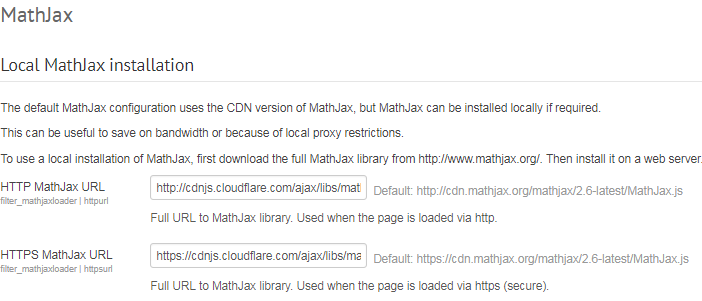 MathJax
Local MathJax installation
The default MathJax configuration uses the CDN version of MathJax, but MathJax can be installed locally if required.
This can be useful to save on bandwidth or because of local proxy restrictions.
To use a local installation of MathJax, first download the full MathJax library from http://www.mathjax.org/. Then install it on a web server.
HTTP MathJax URL http://cdnjs.cloudflare.com/ajax/libs/mat Default: http://cdn.mathjax.org/mathjax/2.6-latest/MathJax.js
filter_mathjaxloader | httpurl
Full URL to MathJax library. Used when the page is loaded via http.
HTTPS MathJax URL https://cdnjs.cloudflare.com/ajax/libs/ma Default: https://cdn.mathjax.org/mathjax/2.6-latest/MathJax.js
filter_mathjaxloader | httpsurl
Full URL to MathJax library. Used when the page is loaded via https (secure).